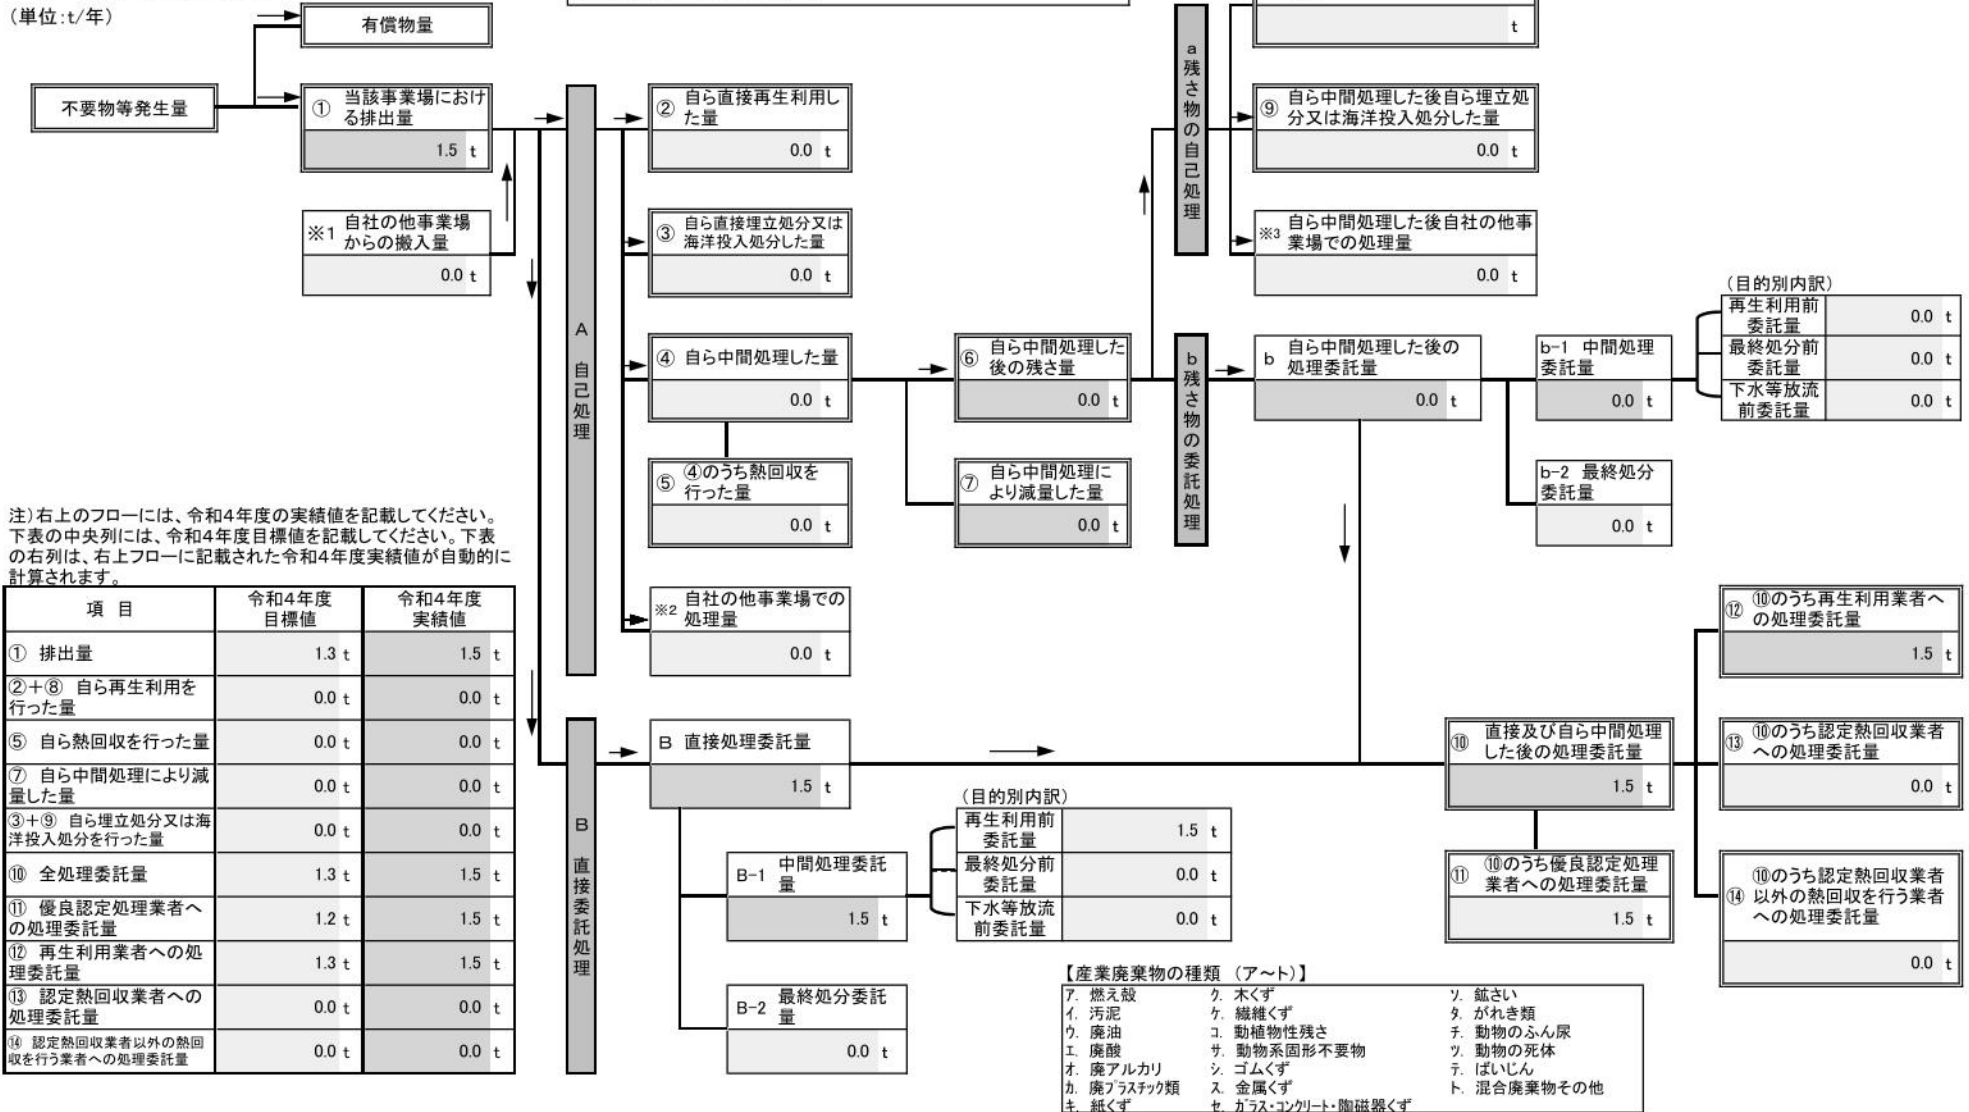 (単位:t/年)
有償物量
不要物等発生量
① 当該事業場におけ
る排出量
1.5 t
※1 自社の他事業場
からの搬入量
0.0 t
A 自己処理
② 自ら直接再生利用し
た量
0.0 t
③ 自ら直接埋立処分又は
海洋投入処分した量
0.0 t
④ 自ら中間処理した量
0.0 t
⑤ ④のうち熱回収を
行った量
0.0 t
※2 自社の他事業場での
処理量
0.0 t
⑥ 自ら中間処理した
後の残さ量
0.0 t
⑦ 自ら中間処理に
より減量した量
0.0 t
a 残さ物の自己処理
t
⑨ 自ら中間処理した後自ら埋立処
分又は海洋投入処分した量
0.0 t
※3 自ら中間処理した後自社の他事
業場での処理量
0.0 t
b 残さ物の委託処理
b 自ら中間処理した後の
処理委託量
0.0 t
b-1 中間処理
委託量
0.0 t
(目的別内訳)
再生利用前
委託量 0.0 t
最終処分前
委託量 0.0 t
下水等放流
前委託量 0.0 t
b-2 最終処分
委託量
0.0 t
注)右上のフローには、令和4年度の実績値を記載してください。
下表の中央列には、令和4年度目標値を記載してください。下表
の右列は、右上フローに記載された令和4年度実績値が自動的に
計算されます。
項 目 令和4年度
目標値 令和4年度
実績値
① 排出量 1.3 t 1.5 t
②+⑧ 自ら再生利用を
行った量 0.0 t 0.0 t
⑤ 自ら熱回収を行った量 0.0 t 0.0 t
⑦ 自ら中間処理により減
量した量 0.0 t 0.0 t
③+⑨ 自ら埋立処分又は海
洋投入処分を行った量 0.0 t 0.0 t
⑩ 全処理委託量 1.3 t 1.5 t
⑪ 優良認定処理業者へ
の処理委託量 1.2 t 1.5 t
⑫ 再生利用業者への処
理委託量 1.3 t 1.5 t
⑬ 認定熱回収業者への
処理委託量 0.0 t 0.0 t
⑭ 認定熱回収業者以外の熱回
収を行う業者への処理委託量 0.0 t 0.0 t
B 直接委託処理
B 直接処理委託量
1.5 t
B-1 中間処理委託
量
1.5 t
(目的別内訳)
再生利用前
委託量 1.5 t
最終処分前
委託量 0.0 t
下水等放流
前委託量 0.0 t
B-2 最終処分委託
量
0.0 t
⑩ 直接及び自ら中間処理
した後の処理委託量
1.5 t
⑪ ⑩のうち優良認定処理
業者への処理委託量
1.5 t
⑫ ⑩のうち再生利用業者へ
の処理委託量
1.5 t
⑬ ⑩のうち認定熱回収業者
への処理委託量
0.0 t
⑭ ⑩のうち認定熱回収業者
以外の熱回収を行う業者
への処理委託量
0.0 t
【産業廃棄物の種類 (ア~ト)】
ア. 燃え殻 ク. 木くず ソ. 鉱さい
イ. 汚泥 ケ. 繊維くず タ. がれき類
ウ. 廃油 コ. 動植物性残さ チ. 動物のふん尿
エ. 廃酸 サ. 動物系固形不要物 ツ. 動物の死体
オ. 廃アルカリ シ. ゴムくず テ. ばいじん
カ. 廃プラスチック類 ス. 金属くず ト. 混合廃棄物その他
キ. 紙くず セ. ガラス・コンクリート・陶磁器くず